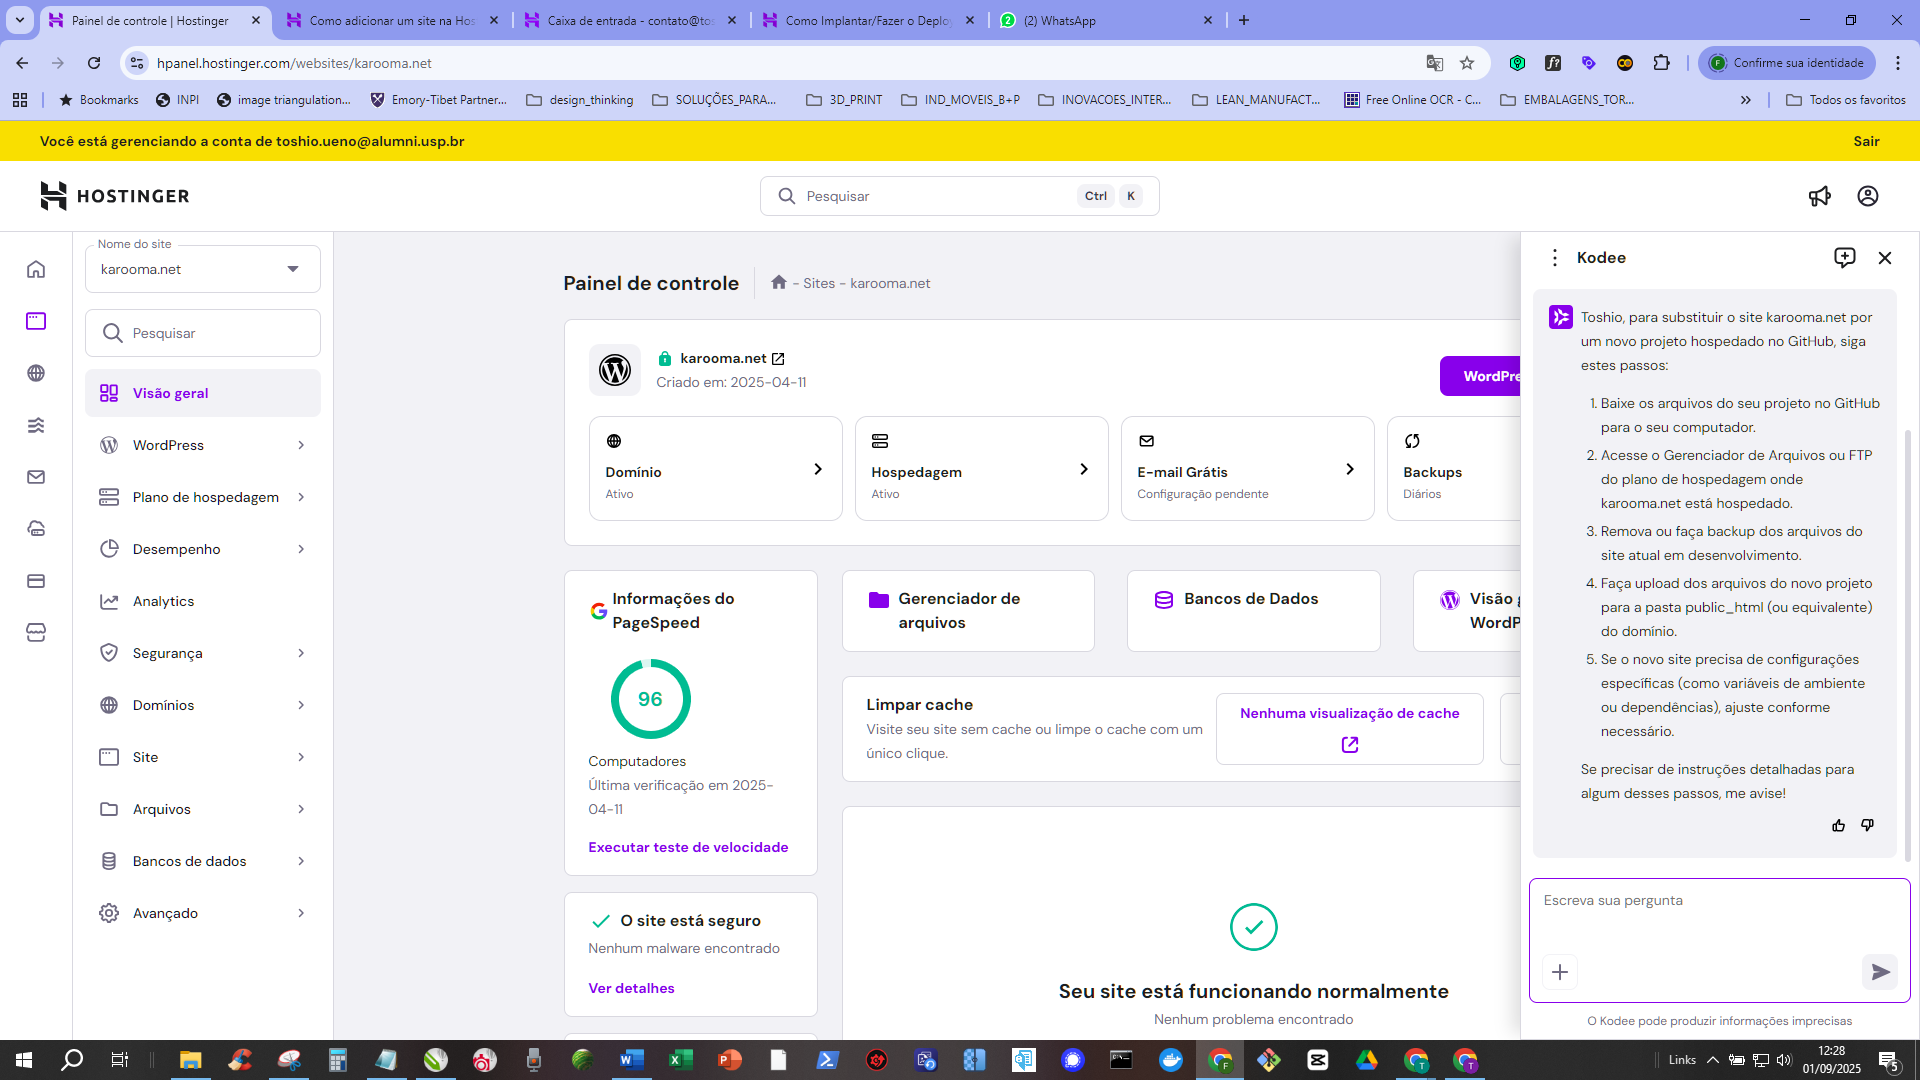 Painel de controle | Hostinger
Como adicionar um site na Hos
Caixa de entrada - contato@tos
Como Implantar/Fazer o Deploy
(2) WhatsApp
hpanel.hostinger.com/websites/karooma.net
Confirme sua identidade
Bookmarks
INPI
image triangulation...
Emory-Tibet Partner...
design_thinking
SOLUÇÕES_PARA...
3D_PRINT
IND_MOVEIS_B+P
INOVACOES_INTER...
LEAN_MANUFACT...
Free Online OCR - C...
EMBALAGENS_TOR...
Todos os favoritos
Você está gerenciando a conta de toshio.ueno@alumni.usp.br
Sair
HOSTINGER
Pesquisar
Ctrl
K
Nome do site
karooma.net
Pesquisar
Visão geral
WordPress
Plano de hospedagem
Desempenho
Analytics
Segurança
Domínios
Site
Arquivos
Bancos de dados
Avançado
Painel de controle
- Sites - karooma.net
karooma.net
Criado em: 2025-04-11
WordPre
Domínio
Ativo
Hospedagem
Ativo
E-mail Grátis
Configuração pendente
Backups
Diários
Informações do
PageSpeed
96
Computadores
Última verificação em 2025-
04-11
Executar teste de velocidade
Gerenciador de
arquivos
Bancos de Dados
Visão g
WordP
Limpar cache
Visite seu site sem cache ou limpe o cache com um
único clique.
Nenhuma visualização de cache
O site está seguro
Nenhum malware encontrado
Ver detalhes
Seu site está funcionando normalmente
Nenhum problema encontrado
Kodee
Toshio, para substituir o site karooma.net por
um novo projeto hospedado no GitHub, siga
estes passos:
1. Baixe os arquivos do seu projeto no GitHub
para o seu computador.
2. Acesse o Gerenciador de Arquivos ou FTP
do plano de hospedagem onde
karooma.net está hospedado.
3. Remova ou faça backup dos arquivos do
site atual em desenvolvimento.
4. Faça upload dos arquivos do novo projeto
para a pasta public_html (ou equivalente)
do domínio.
5. Se o novo site precisa de configurações
específicas (como variáveis de ambiente
ou dependências), ajuste conforme
necessário.
Se precisar de instruções detalhadas para
algum desses passos, me avise!
Escreva sua pergunta
O Kodee pode produzir informações imprecisas
Links
12:28
01/09/2025
5